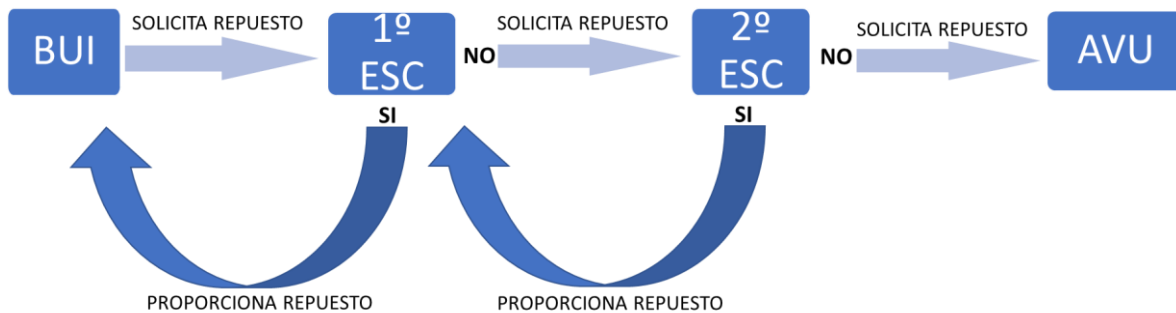 BUI
SOLICITA REPUESTO
1º
ESC
NO
SOLICITA REPUESTO
2º
ESC
NO
SOLICITA REPUESTO
AVU
SI
SI
PROPORCIONA REPUESTO
PROPORCIONA REPUESTO